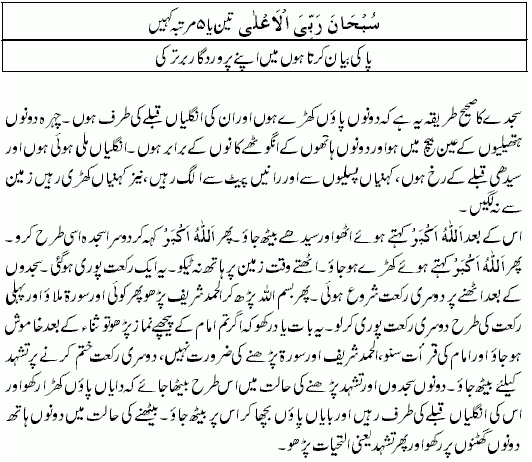 سُبْحَانَ رَبِّیَ الْاَعْلٰی تین یا ۵ مرتبہ کہیں
پاکی بیان کرتا ہوں میں اپنے پروردگار برتر کی
سجدے کا صحیح طریقہ یہ ہے کہ دونوں پاؤں کھڑے ہوں اور ان کی انگلیاں قبلے کی طرف ہوں ۔ چہرہ دونوں
ہتھیلیوں کے عین بیچ میں ہو اور دونوں ہاتھوں کے انگوٹھے کانوں کے برابر ہوں ۔ انگلیاں ملی ہوئی ہوں اور
سیدھی قبلے کے رخ ہوں، کہنیاں پسلیوں سے اور رانیں پیٹ سے الگ رہیں، نیز کہنیاں کھڑی رہیں زمین
سے نہ لگیں ۔
اس کے بعد اَللّٰہُ اَکْبَرُ کہتے ہوئے اٹھو اور سیدھے بیٹھ جاؤ ۔ پھر اَللّٰہُ اَکْبَرُ کہہ کر دوسرا سجدہ اسی طرح کرو ۔
پھر اَللّٰہُ اَکْبَرُ کہتے ہوئے کھڑے ہو جاؤ ۔ اٹھتے وقت زمین پر ہاتھ نہ ٹیکو ۔ یہ ایک رکعت پوری ہو گئی ۔ سجدوں
کے بعد اٹھنے پر دوسری رکعت شروع ہوئی ۔ پھر بسم اللہ پڑھ کر الحمد شریف پڑھو پھر کوئی اور سورۃ ملاؤ اور پہلی
رکعت کی طرح دوسری رکعت پوری کر لو ۔ یہ بات یاد رکھو کہ اگر تم امام کے پیچھے نماز پڑھو تو ثناء کے بعد خاموش
ہو جاؤ اور امام کی قرأت سنو، الحمد شریف اور سورۃ پڑھنے کی ضرورت نہیں، دوسری رکعت ختم کرنے پر تشہد
کیلئے بیٹھ جاؤ ۔ دونوں سجدوں اور تشہد پڑھنے کی حالت میں اس طرح بیٹھا جائے کہ دایاں پاؤں کھڑا رکھو اور
اس کی انگلیاں قبلے کی طرف رہیں اور بایاں پاؤں بچھا کر اس پر بیٹھ جاؤ ۔ بیٹھنے کی حالت میں دونوں ہاتھ
دونوں گھٹنوں پر رکھو اور پھر تشہد یعنی التحیات پڑھو ۔